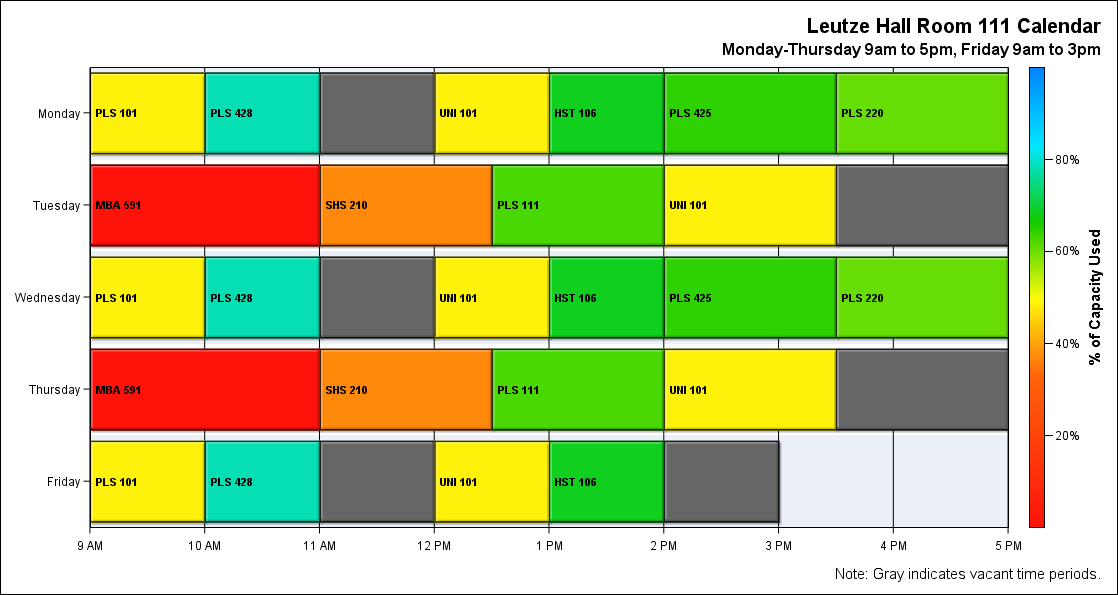 Leutze Hall Room 111 Calendar
Monday-Thursday 9am to 5pm, Friday 9am to 3pm
Monday PLS 101 PLS 428 UNI 101 HST 106 PLS 425 PLS 220
Tuesday MBA 591 SHS 210 PLS 111 UNI 101
Wednesday PLS 101 PLS 428 UNI 101 HST 106 PLS 425 PLS 220
Thursday MBA 591 SHS 210 PLS 111 UNI 101
Friday PLS 101 PLS 428 UNI 101 HST 106
9 AM 10 AM 11 AM 12 PM 1 PM 2 PM 3 PM 4 PM 5 PM
80%
60%
40%
20%
% of Capacity Used
Note: Gray indicates vacant time periods.